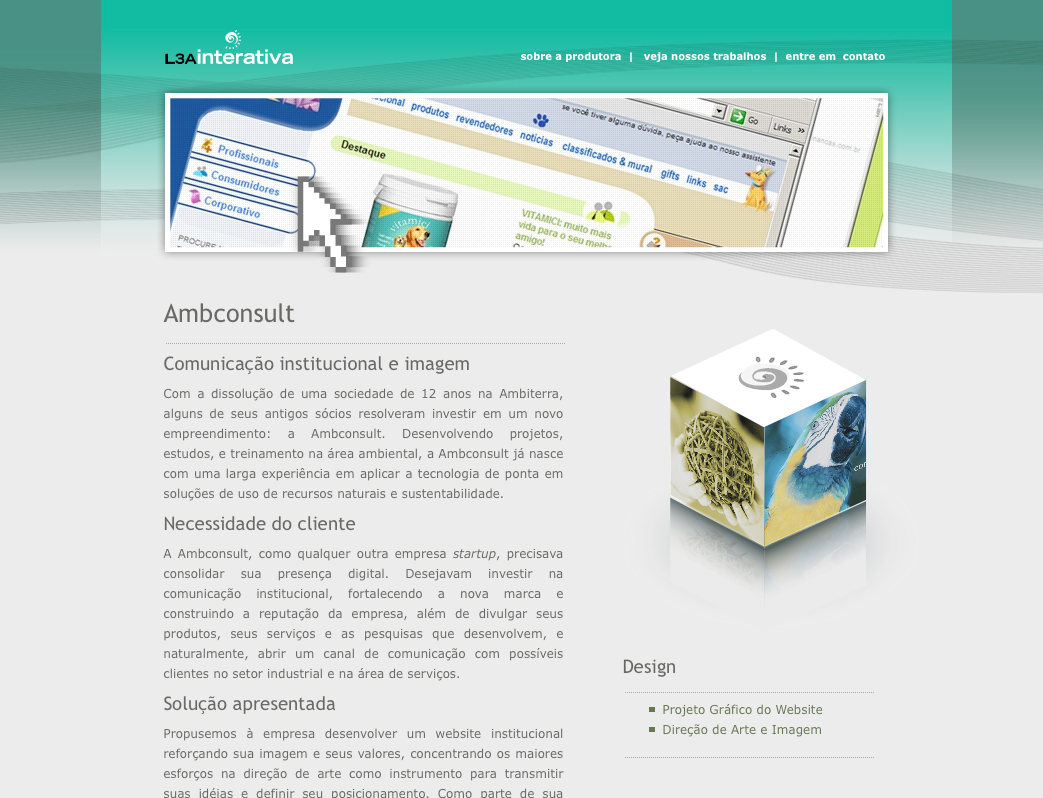 L3Ainterativa
sobre a produtora | veja nossos trabalhos | entre em contato
produtos revendedores notícias classificados & mural gifts links sac
se você tiver alguma dúvida, peça ajuda ao nosso assistente
Go
Links »
Profissionais
Consumidores
Corporativo
Destaque
vitamici
VITAMICI: muito mais
vida para o seu
amigo!
Ambconsult
Comunicação institucional e imagem
Com a dissolução de uma sociedade de 12 anos na Ambiterra,
alguns de seus antigos sócios resolveram investir em um novo
empreendimento: a Ambconsult. Desenvolvendo projetos,
estudos, e treinamento na área ambiental, a Ambconsult já nasce
com uma larga experiência em aplicar a tecnologia de ponta em
soluções de uso de recursos naturais e sustentabilidade.
Necessidade do cliente
A Ambconsult, como qualquer outra empresa startup, precisava
consolidar sua presença digital. Desejavam investir na
comunicação institucional, fortalecendo a nova marca e
construindo a reputação da empresa, além de divulgar seus
produtos, seus serviços e as pesquisas que desenvolvem, e
naturalmente, abrir um canal de comunicação com possíveis
clientes no setor industrial e na área de serviços.
Solução apresentada
Propusemos à empresa desenvolver um website institucional
reforçando sua imagem e seus valores, concentrando os maiores
esforços na direção de arte como instrumento para transmitir
suas idéias e definir seu posicionamento. Como parte de sua
Design
Projeto Gráfico do Website
Direção de Arte e Imagem